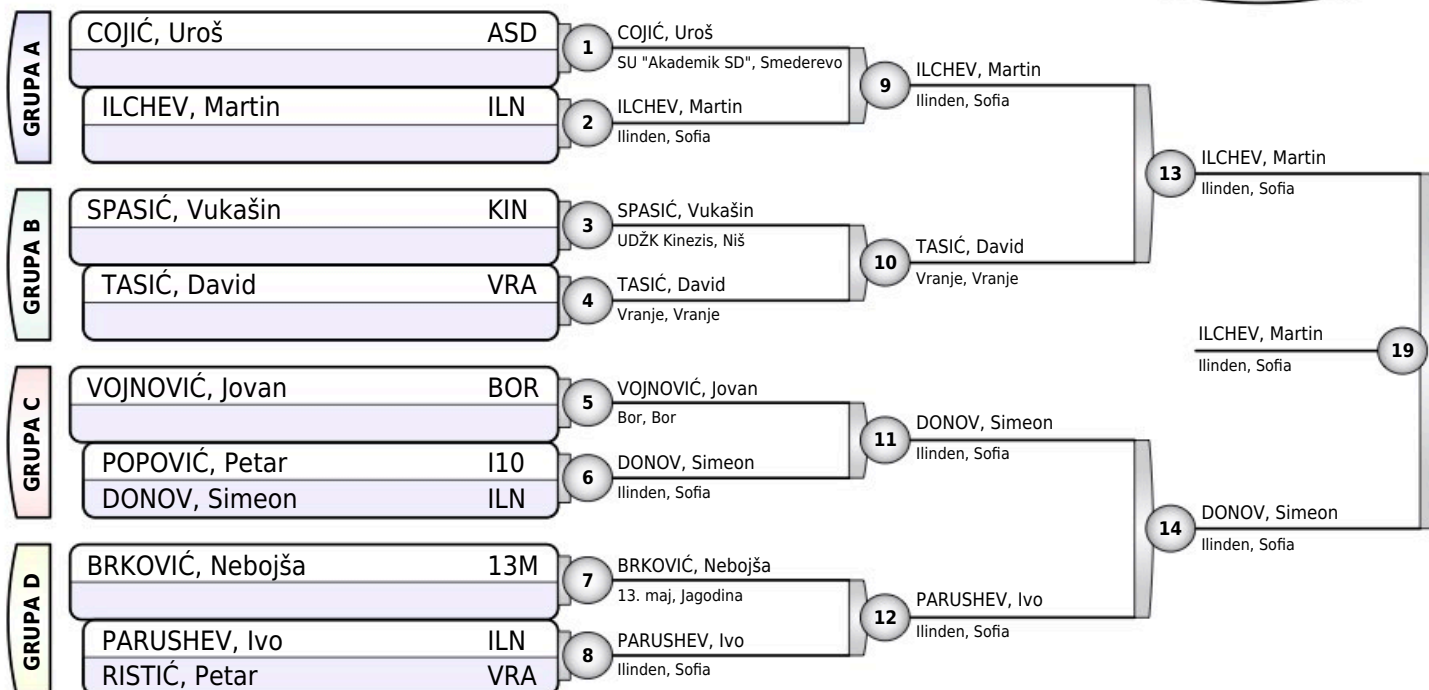 GRUPA A
COJIĆ, Uroš ASD
ILCHEV, Martin ILN
1
COJIĆ, Uroš
SU "Akademik SD", Smederevo
2
ILCHEV, Martin
Ilinden, Sofia
9
ILCHEV, Martin
Ilinden, Sofia
GRUPA B
SPASIĆ, Vukašin KIN
TASIĆ, David VRA
3
SPASIĆ, Vukašin
UDŽK Kinezis, Niš
4
TASIĆ, David
Vranje, Vranje
10
TASIĆ, David
Vranje, Vranje
13
ILCHEV, Martin
Ilinden, Sofia
GRUPA C
VOJNOVIĆ, Jovan BOR
POPOVIĆ, Petar I10
DONOV, Simeon ILN
5
VOJNOVIĆ, Jovan
Bor, Bor
6
DONOV, Simeon
Ilinden, Sofia
11
DONOV, Simeon
Ilinden, Sofia
GRUPA D
BRKOVIĆ, Nebojša 13M
PARUSHEV, Ivo ILN
RISTIĆ, Petar VRA
7
BRKOVIĆ, Nebojša
13. maj, Jagodina
8
PARUSHEV, Ivo
Ilinden, Sofia
12
PARUSHEV, Ivo
Ilinden, Sofia
14
DONOV, Simeon
Ilinden, Sofia
ILCHEV, Martin
Ilinden, Sofia
19